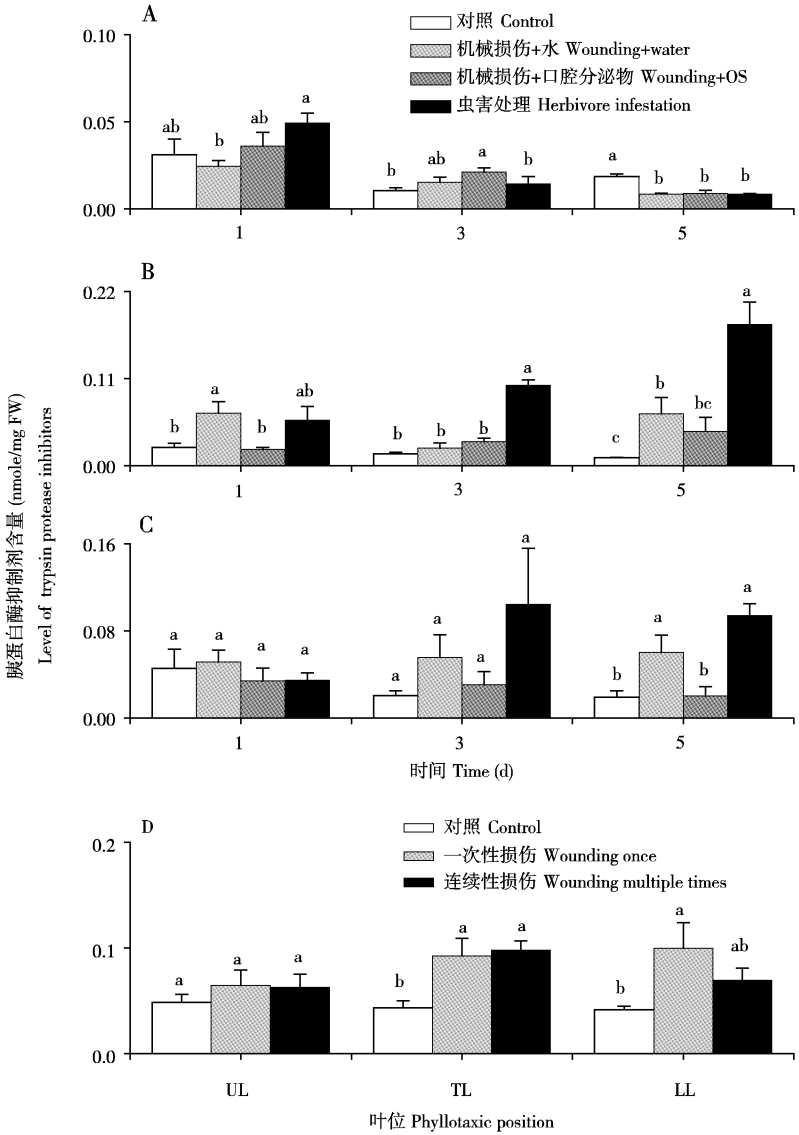 A
对照 Control
机械损伤+水 Wounding+water
机械损伤+口腔分泌物 Wounding+OS
虫害处理 Herbivore infestation
0.10
0.05
0.00
ab b ab a
b ab a b
a b b b
1 3 5
B
0.22
0.11
0.00
b a b ab
b b b a
c b bc a
1 3 5
胰蛋白酶抑制剂含量 (nmole/mg FW)
Level of trypsin protease inhibitors
C
0.16
0.08
0.00
a a a a
a a a a
b a b a
1 3 5
时间 Time (d)
D
对照 Control
一次性损伤 Wounding once
连续性损伤 Wounding multiple times
0.2
0.1
0.0
a a a
b a a
b a ab
UL TL LL
叶位 Phyllotaxic position